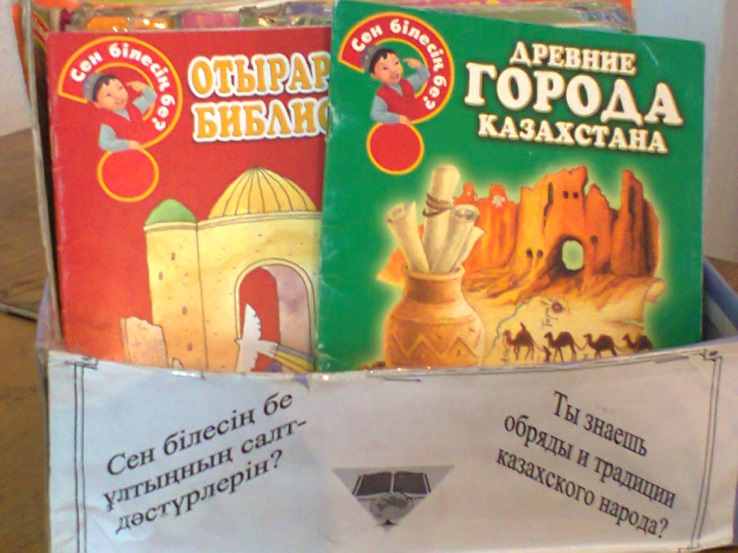 Сен білесің бе?
ОТЫРАР
БИБЛИО
Сен білесің бе?
ДРЕВНИЕ
ГОРОДА
КАЗАХСТАНА
Сен білесің бе
ұлтыңның салт-
дәстүрлерін?
Ты знаешь
обряды и традиции
казахского народа?